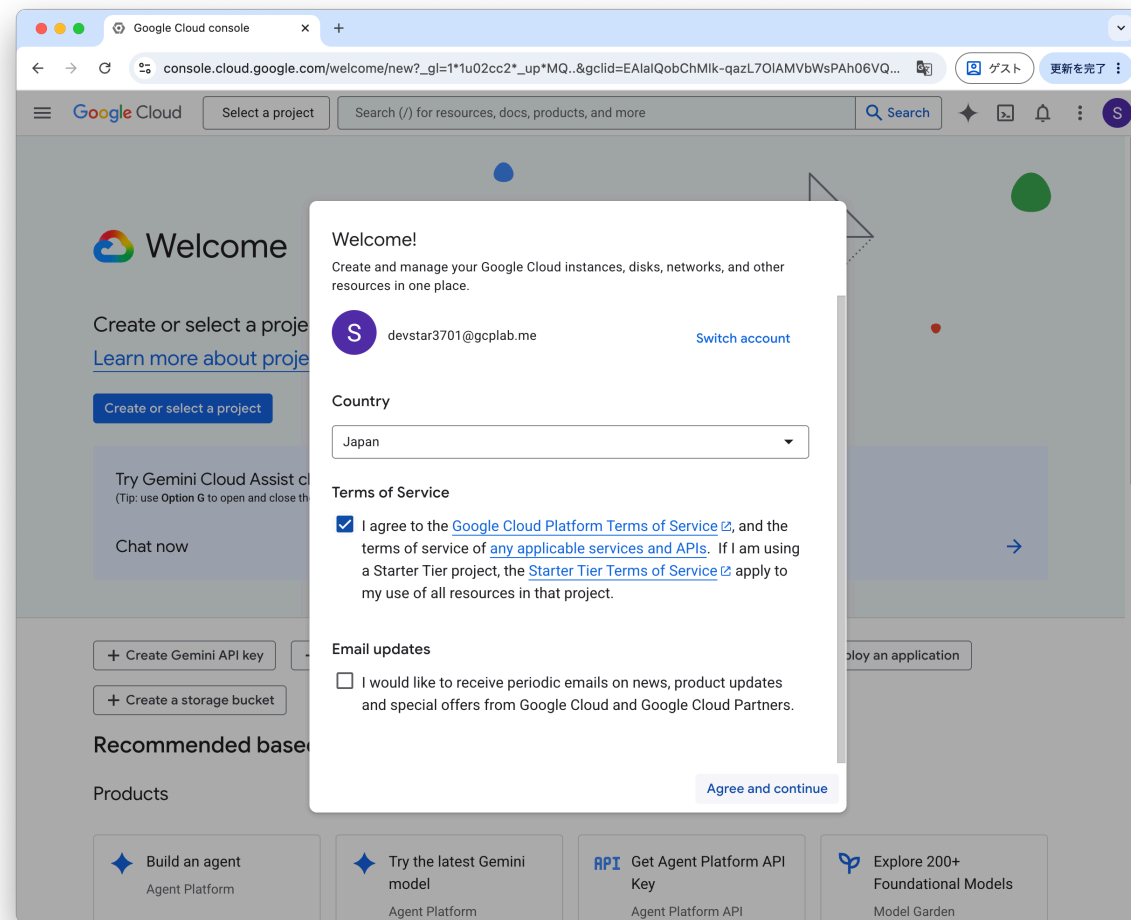 Google Cloud console
console.cloud.google.com/welcome/new?_gl=1*1u02cc2*_up*MQ..&gclid=EAIaIQobChMIk-qazL7OlAMVbWsPAh06VQ...
ゲスト
更新を完了
Google Cloud
Select a project
Search (/) for resources, docs, products, and more
Search
S
Welcome
Create or select a proje
Learn more about proje
Create or select a project
Try Gemini Cloud Assist cl
(Tip: use Option G to open and close th
Chat now
Welcome!
Create and manage your Google Cloud instances, disks, networks, and other
resources in one place.
S
devstar3701@gcplab.me
Switch account
Country
Japan
Terms of Service
I agree to the Google Cloud Platform Terms of Service, and the
terms of service of any applicable services and APIs. If I am using
a Starter Tier project, the Starter Tier Terms of Service apply to
my use of all resources in that project.
Email updates
I would like to receive periodic emails on news, product updates
and special offers from Google Cloud and Google Cloud Partners.
Agree and continue
+ Create Gemini API key
oy an application
+ Create a storage bucket
Recommended base
Products
Build an agent
Agent Platform
Try the latest Gemini
model
Agent Platform
API
Get Agent Platform API
Key
Agent Platform API
Explore 200+
Foundational Models
Model Garden